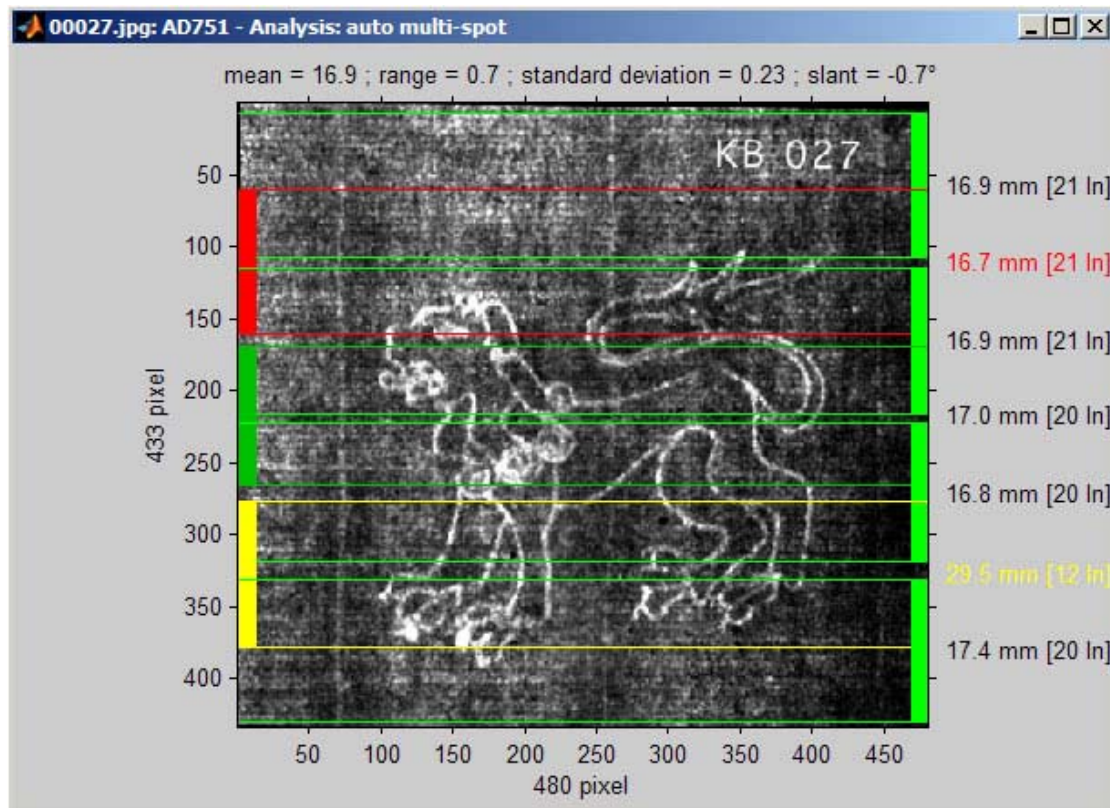 00027.jpg: AD751 - Analysis: auto multi-spot
mean = 16.9 ; range = 0.7 ; standard deviation = 0.23 ; slant = -0.7°
KB 027
50
100
150
200
250
300
350
400
433 pixel
16.9 mm [21 ln]
16.7 mm [21 ln]
16.9 mm [21 ln]
17.0 mm [20 ln]
16.8 mm [20 ln]
29.5 mm [12 ln]
17.4 mm [20 ln]
50 100 150 200 250 300 350 400 450
480 pixel